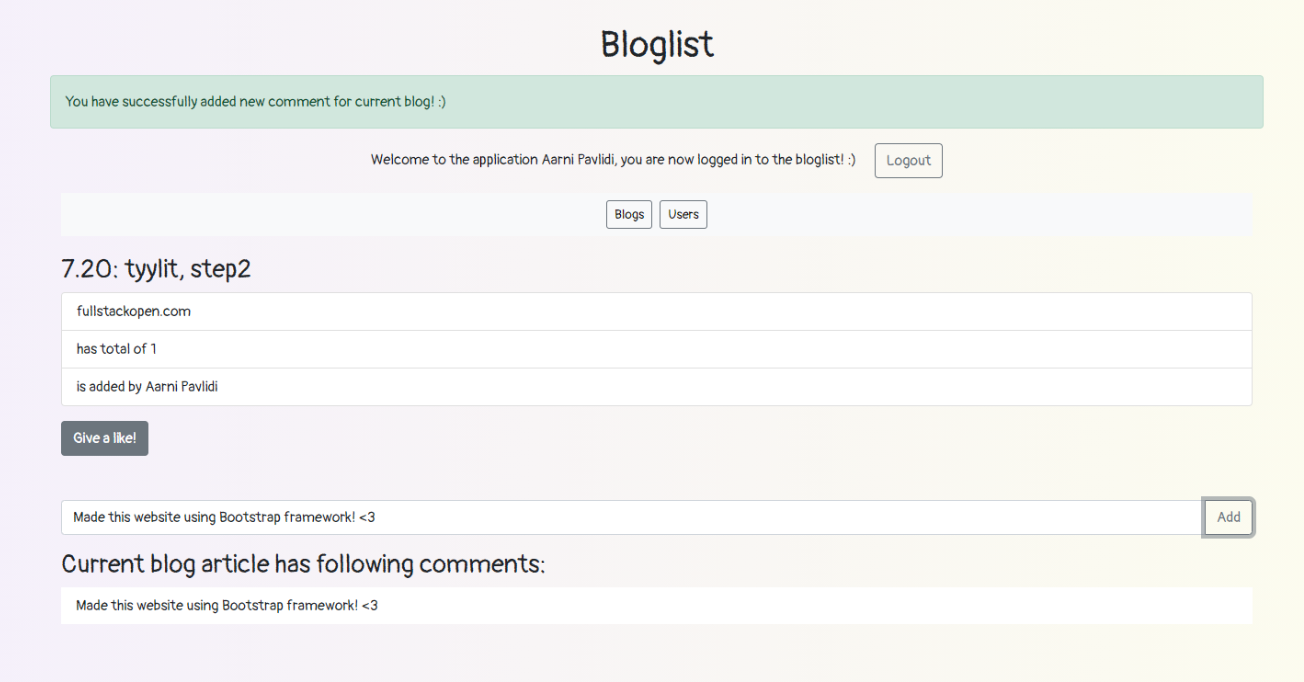 Bloglist
You have successfully added new comment for current blog! :)
Welcome to the application Aarni Pavlidi, you are now logged in to the bloglist! :) Logout
Blogs Users
7.20: tyylit, step2
fullstackopen.com
has total of 1
is added by Aarni Pavlidi
Give a like!
Made this website using Bootstrap framework! <3 Add
Current blog article has following comments:
Made this website using Bootstrap framework! <3